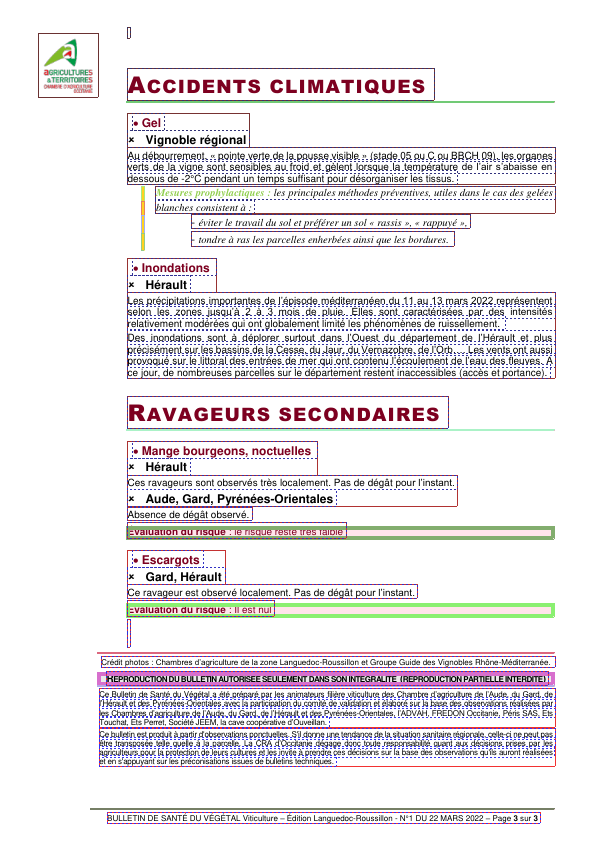 AGRICULTURES
& TERRITOIRES
CHAMBRE D'AGRICULTURE
OCCITANIE
ACCIDENTS CLIMATIQUES
• Gel
× Vignoble régional
Au débourrement, « pointe verte de la pousse visible » (stade 05 ou C ou BBCH 09), les organes
verts de la vigne sont sensibles au froid et gèlent lorsque la température de l'air s'abaisse en
dessous de -2°C pendant un temps suffisant pour désorganiser les tissus.
Mesures prophylactiques : les principales méthodes préventives, utiles dans le cas des gelées
blanches consistent à :
- éviter le travail du sol et préférer un sol « rassis », « rappuyé »,
- tondre à ras les parcelles enherbées ainsi que les bordures.
• Inondations
× Hérault
Les précipitations importantes de l'épisode méditerranéen du 11 au 13 mars 2022 représentent
selon les zones jusqu'à 2 à 3 mois de pluie. Elles sont caractérisées par des intensités
relativement modérées qui ont globalement limité les phénomènes de ruissellement.
Des inondations sont à déplorer surtout dans l'Ouest du département de l'Hérault et plus
précisément sur les bassins de la Cesse, du Jaur, du Vernazobre, de l'Orb… Les vents ont aussi
provoqué sur le littoral des entrées de mer qui ont contenu l'écoulement de l'eau des fleuves. A
ce jour, de nombreuses parcelles sur le département restent inaccessibles (accès et portance).
RAVAGEURS SECONDAIRES
• Mange bourgeons, noctuelles
× Hérault
Ces ravageurs sont observés très localement. Pas de dégât pour l'instant.
× Aude, Gard, Pyrénées-Orientales
Absence de dégât observé.
Evaluation du risque : le risque reste très faible
• Escargots
× Gard, Hérault
Ce ravageur est observé localement. Pas de dégât pour l'instant.
Evaluation du risque : Il est nul
Crédit photos : Chambres d'agriculture de la zone Languedoc-Roussillon et Groupe Guide des Vignobles Rhône-Méditerranée.
REPRODUCTION DU BULLETIN AUTORISEE SEULEMENT DANS SON INTEGRALITE (REPRODUCTION PARTIELLE INTERDITE)
Ce Bulletin de Santé du Végétal a été préparé par les animateurs filière viticulture des Chambre d'agriculture de l'Aude, du Gard, de
l'Hérault et des Pyrénées-Orientales avec la participation du comité de validation et élaboré sur la base des observations réalisées par
les Chambres d'agriculture de l'Aude, du Gard, de l'Hérault et des Pyrénées-Orientales, l'ADVAH, FREDON Occitanie, Péris SAS, Ets
Touchat, Ets Perret, Société JEEM, la cave coopérative d'Ouveillan.
Ce bulletin est produit à partir d'observations ponctuelles. S'il donne une tendance de la situation sanitaire régionale, celle-ci ne peut pas
être transposée telle quelle à la parcelle. La CRA d'Occitanie dégage donc toute responsabilité quant aux décisions prises par les
agriculteurs pour la protection de leurs cultures et les invite à prendre ces décisions sur la base des observations qu'ils auront réalisées
et en s'appuyant sur les préconisations issues de bulletins techniques.
BULLETIN DE SANTÉ DU VÉGÉTAL Viticulture – Édition Languedoc-Roussillon - N°1 DU 22 MARS 2022 – Page 3 sur 3